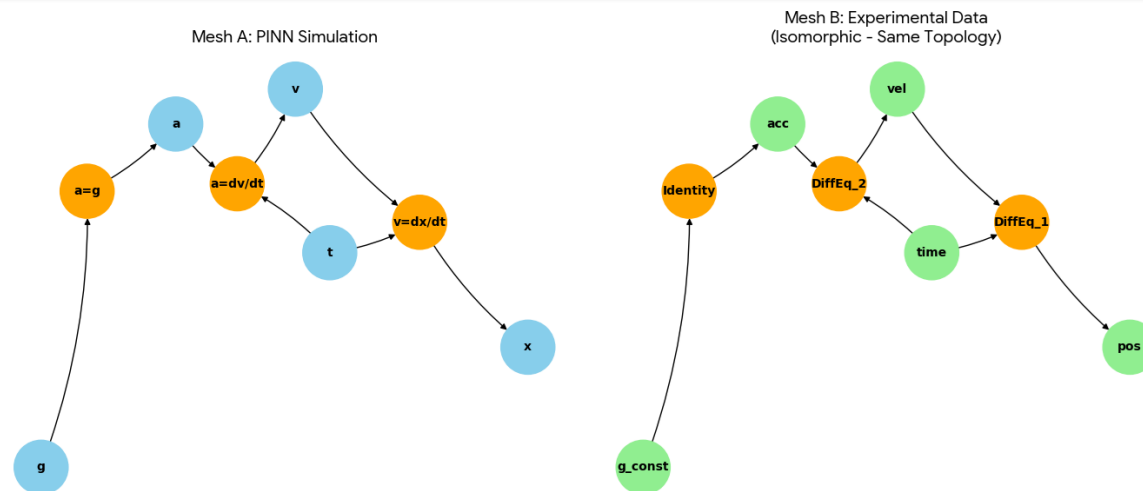 Mesh A: PINN Simulation
v
a
a=g
a=dv/dt
v=dx/dt
t
x
g
Mesh B: Experimental Data
(Isomorphic - Same Topology)
vel
acc
Identity
DiffEq_2
DiffEq_1
time
pos
g_const